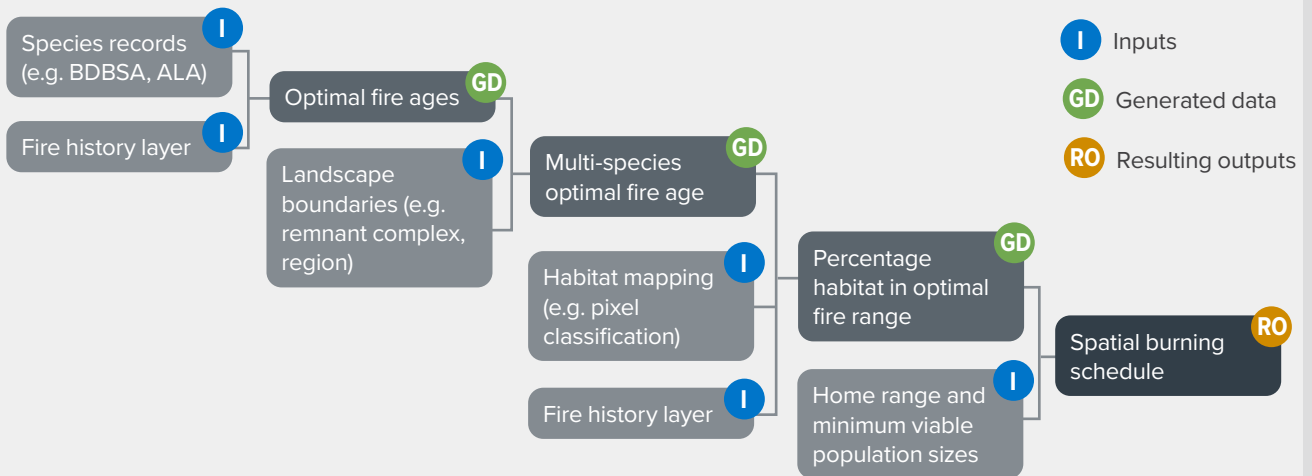 Species records
(e.g. BDBSA, ALA)
I
Fire history layer
I
Optimal fire ages
GD
Landscape
boundaries (e.g.
remnant complex,
region)
I
Multi-species
optimal fire age
GD
Habitat mapping
(e.g. pixel
classification)
I
Fire history layer
I
Percentage
habitat in optimal
fire range
GD
Home range and
minimum viable
population sizes
I
Spatial burning
schedule
RO
I Inputs
GD Generated data
RO Resulting outputs